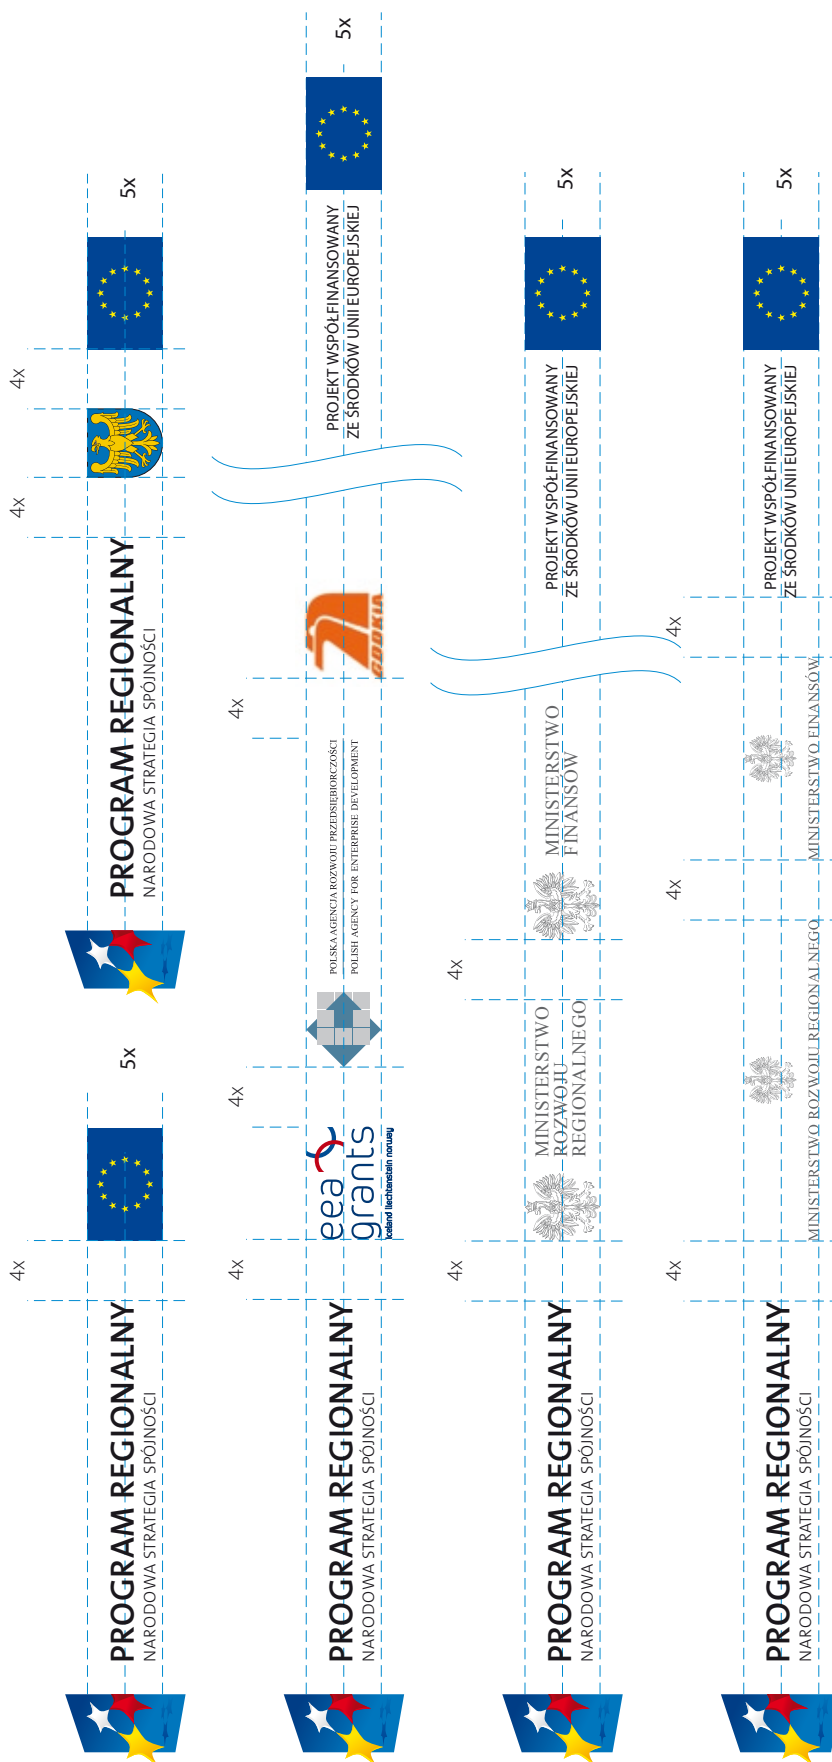 PROGRAM REGIONALNY
NARODOWA STRATEGIA SPÓJNOŚCI
4x
5x
PROGRAM REGIONALNY
NARODOWA STRATEGIA SPÓJNOŚCI
4x
4x
5x
PROGRAM REGIONALNY
NARODOWA STRATEGIA SPÓJNOŚCI
4x
eea
grants
iceland liechtenstein norway
4x
POLSKA AGENCJA ROZWOJU PRZEDSIĘBIORCZOŚCI
POLISH AGENCY FOR ENTERPRISE DEVELOPMENT
4x
GDDKIA
PROJEKT WSPÓŁFINANSOWANY
ZE ŚRODKÓW UNII EUROPEJSKIEJ
5x
PROGRAM REGIONALNY
NARODOWA STRATEGIA SPÓJNOŚCI
4x
MINISTERSTWO
ROZWOJU
REGIONALNEGO
4x
MINISTERSTWO
FINANSÓW
PROJEKT WSPÓŁFINANSOWANY
ZE ŚRODKÓW UNII EUROPEJSKIEJ
5x
PROGRAM REGIONALNY
NARODOWA STRATEGIA SPÓJNOŚCI
4x
MINISTERSTWO ROZWOJU REGIONALNEGO
4x
MINISTERSTWO FINANSÓW
4x
PROJEKT WSPÓŁFINANSOWANY
ZE ŚRODKÓW UNII EUROPEJSKIEJ
5x